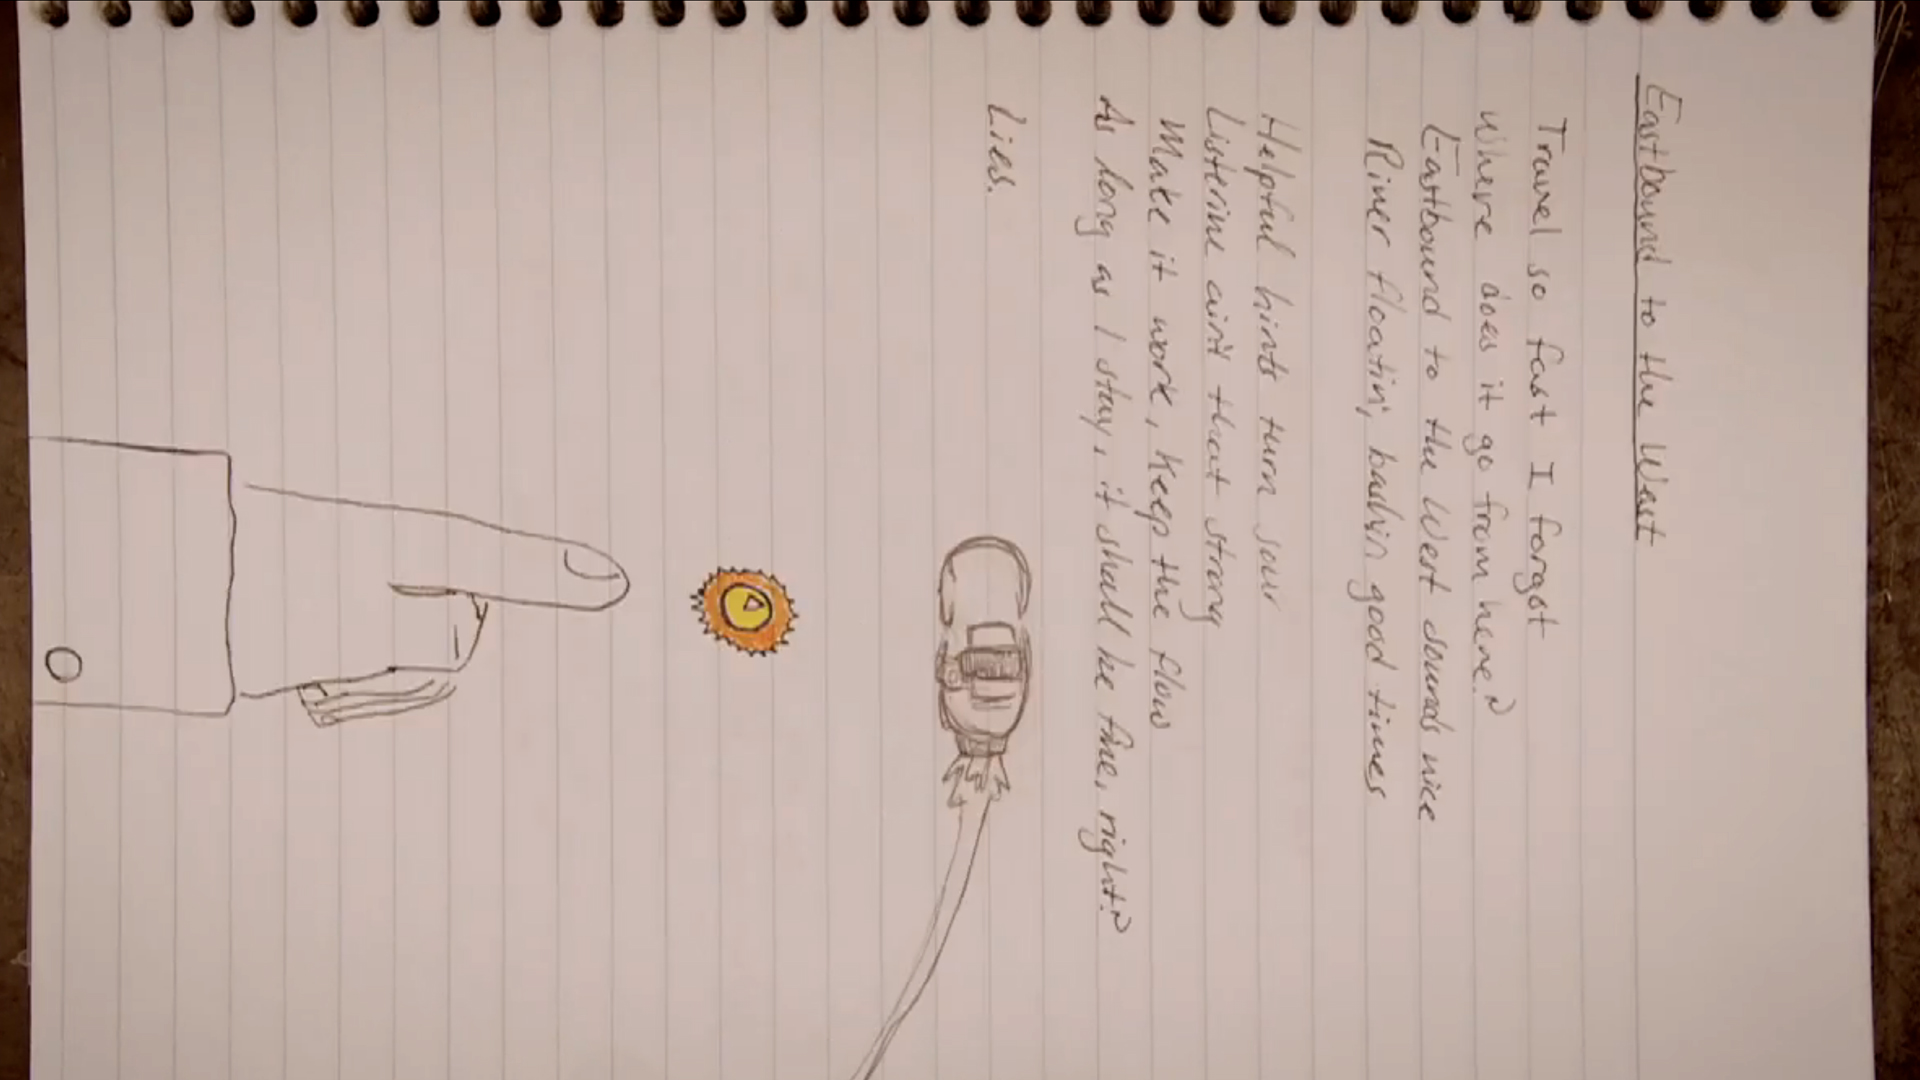 Eastbound to the West
Travel so fast I forgot
Where does it go from here?
Eastbound to the West sounds nice
River floatin', bashin good times
Helpful hints turn sour
Listerine ain't that strong
Make it work, keep the flow
As long as I stay, it shall be fine, right?
Lies.